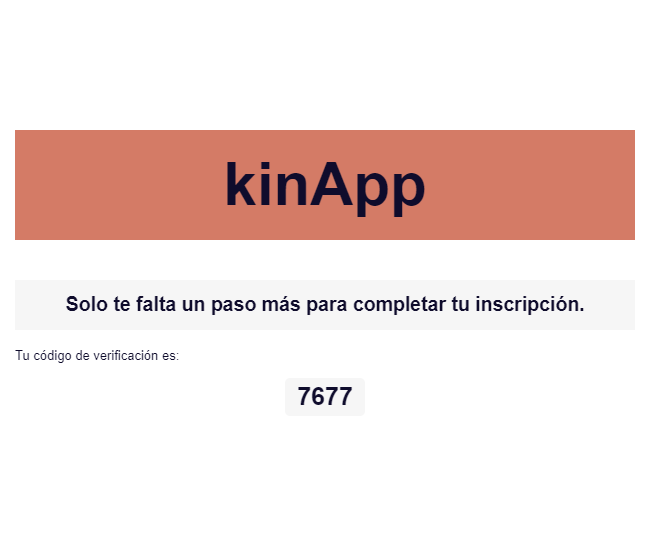 kinApp
Solo te falta un paso más para completar tu inscripción.
Tu código de verificación es:
7677